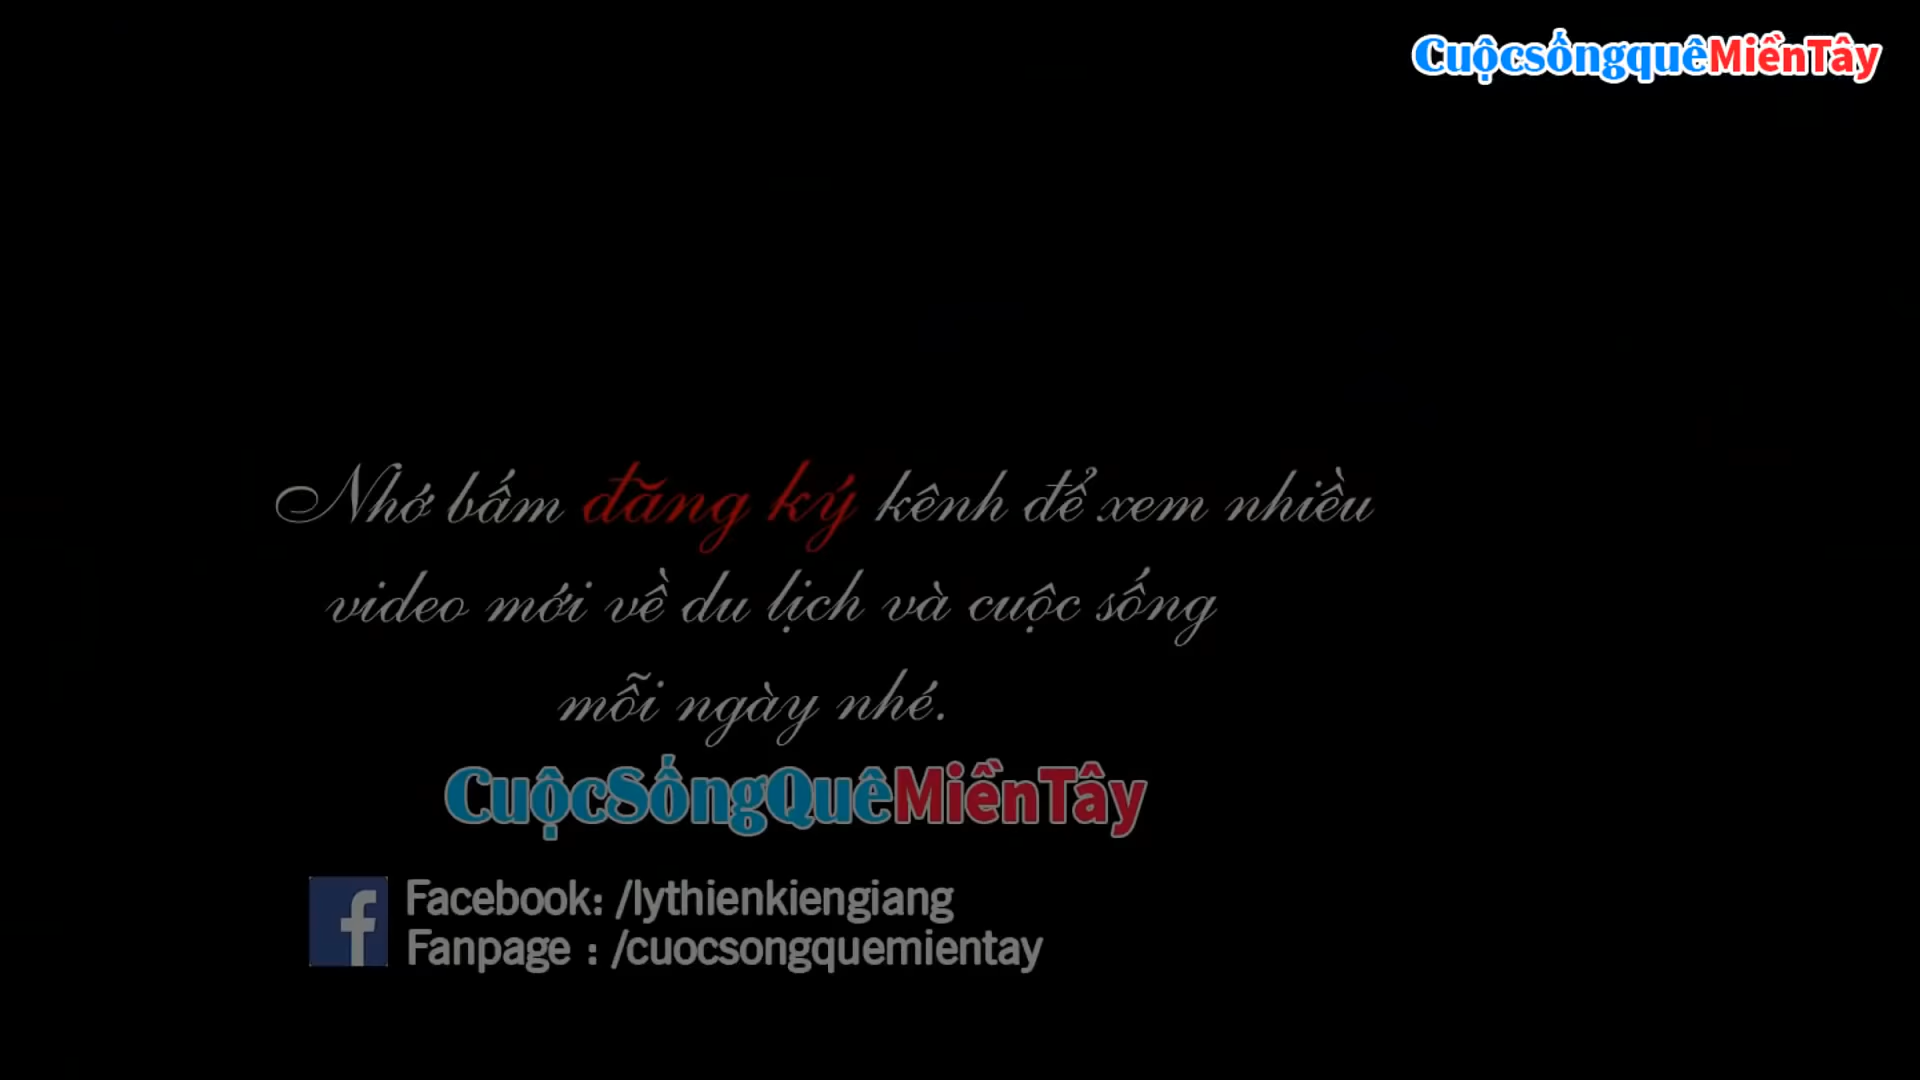 CuộcsốngquêMiềnTây
Nhớ bấm đăng ký kênh để xem nhiều
video mới về du lịch và cuộc sống
mỗi ngày nhé.
CuộcSốngQuêMiềnTây
Facebook: /lythienkiengiang
Fanpage : /cuocsongquemientay